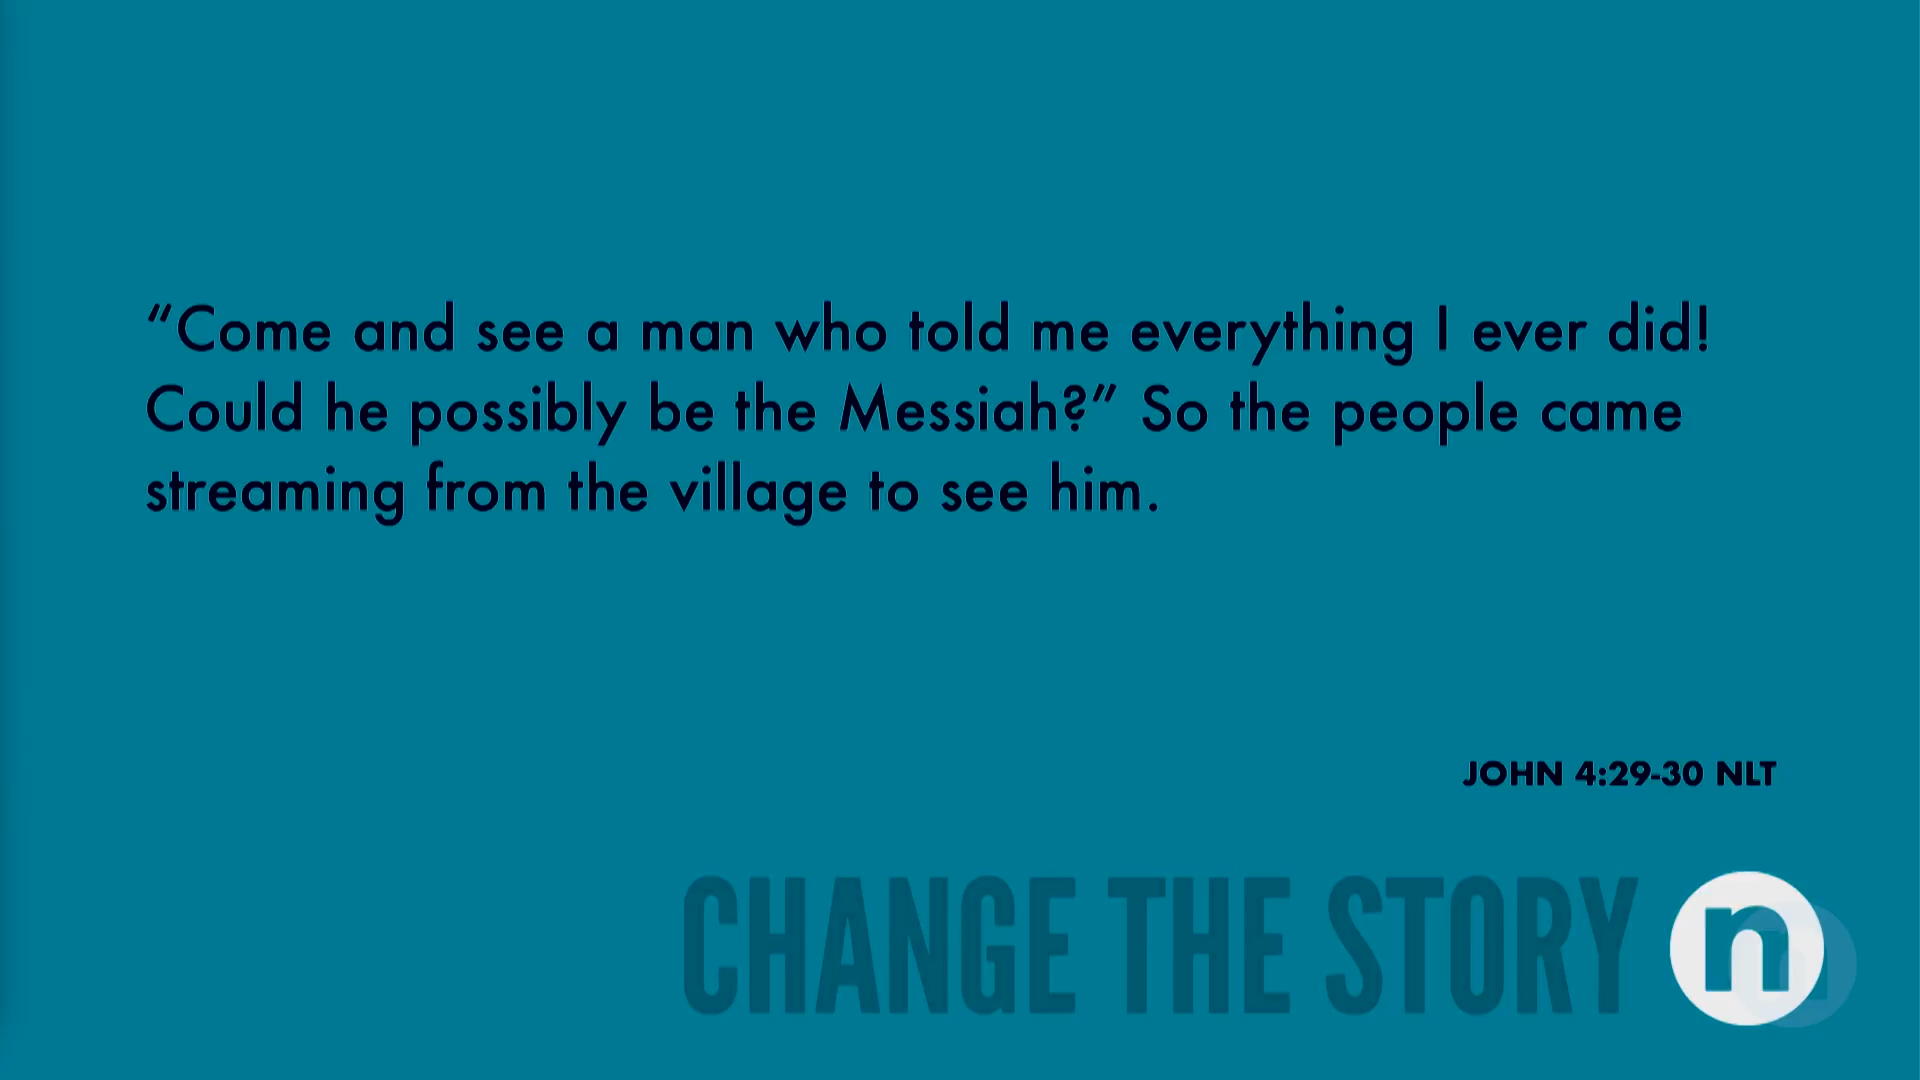 “Come and see a man who told me everything I ever did!
Could he possibly be the Messiah?” So the people came
streaming from the village to see him.
JOHN 4:29-30 NLT
CHANGE THE STORY
n